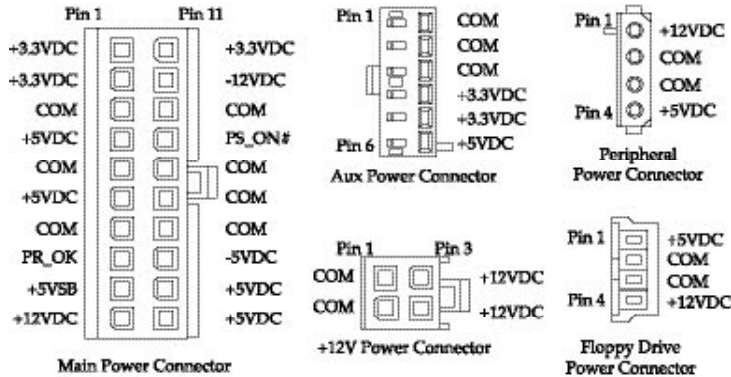 Pin 1 Pin 11
+3.3VDC +3.3VDC
+3.3VDC -12VDC
COM COM
+5VDC PS_ON#
COM COM
+5VDC COM
COM COM
PR_OK -5VDC
+5VSB +5VDC
+12VDC +5VDC
Main Power Connector
Pin 1 COM
COM
COM
+3.3VDC
+3.3VDC
Pin 6 +5VDC
Aux Power Connector
Pin 1 +12VDC
COM
COM
Pin 4 +5VDC
Peripheral
Power Connector
Pin 1 Pin 3
COM +12VDC
COM +12VDC
+12V Power Connector
Pin 1 +5VDC
COM
COM
Pin 4 +12VDC
Floppy Drive
Power Connector